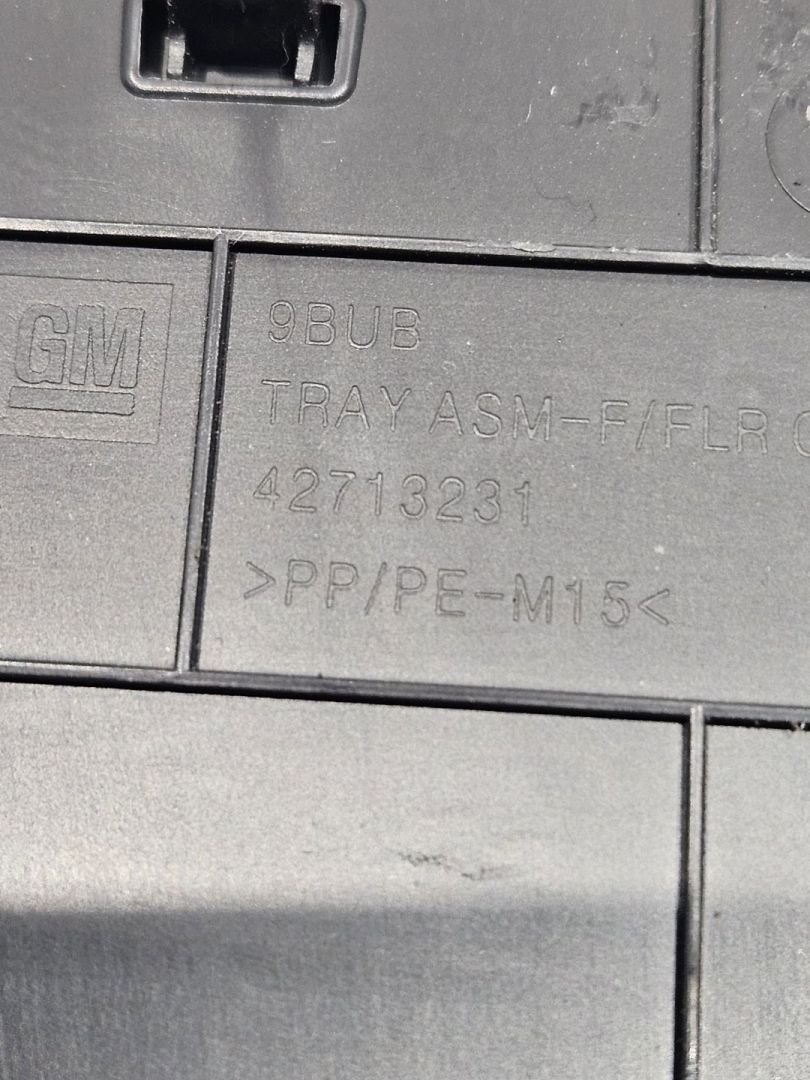 GM
9BUB
TRAY ASM-F/FLR
42713231
>PP/PE-M15<